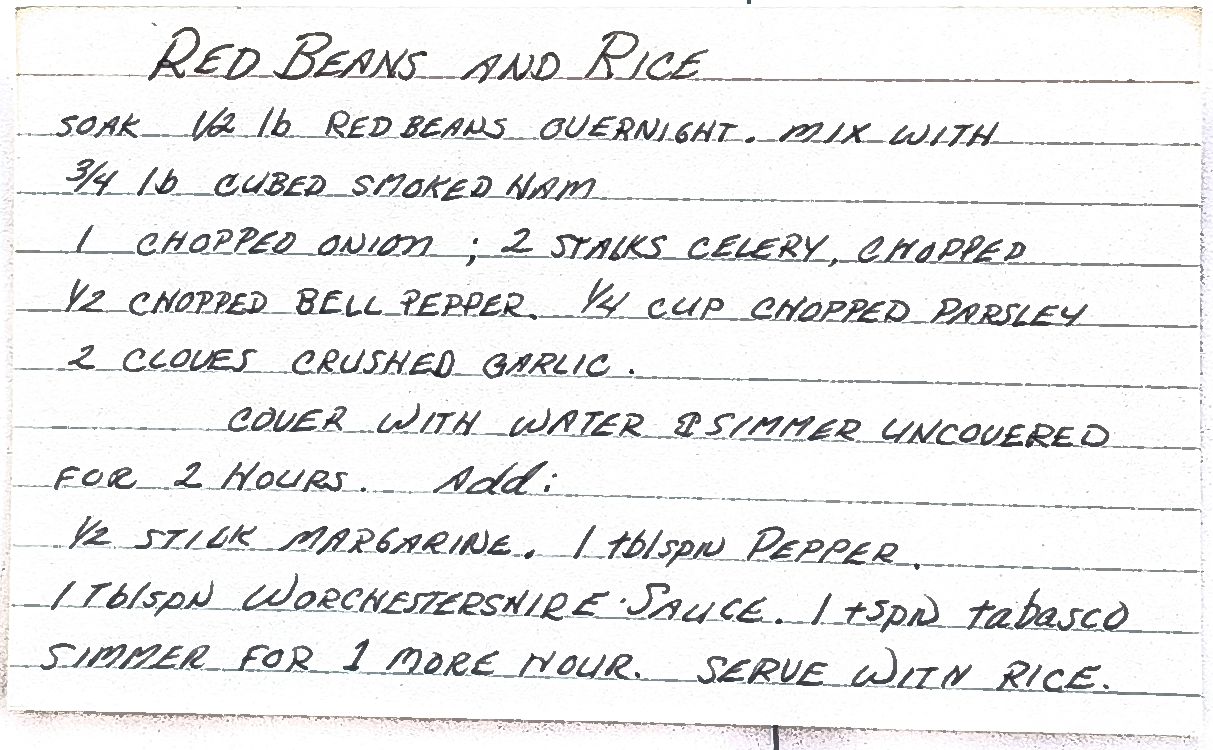 RED BEANS AND RICE
SOAK 1/2 lb RED BEANS OVERNIGHT. MIX WITH
3/4 lb CUBED SMOKED HAM
1 CHOPPED ONION ; 2 STALKS CELERY, CHOPPED
1/2 CHOPPED BELL PEPPER. 1/4 CUP CHOPPED PARSLEY
2 CLOVES CRUSHED GARLIC.
COVER WITH WATER & SIMMER UNCOVERED
FOR 2 HOURS. Add:
1/2 STICK MARGARINE. 1 tblspn PEPPER.
1 Tblspn WORCHESTERSHIRE SAUCE. 1 tspn tabasco
SIMMER FOR 1 MORE HOUR. SERVE WITH RICE.